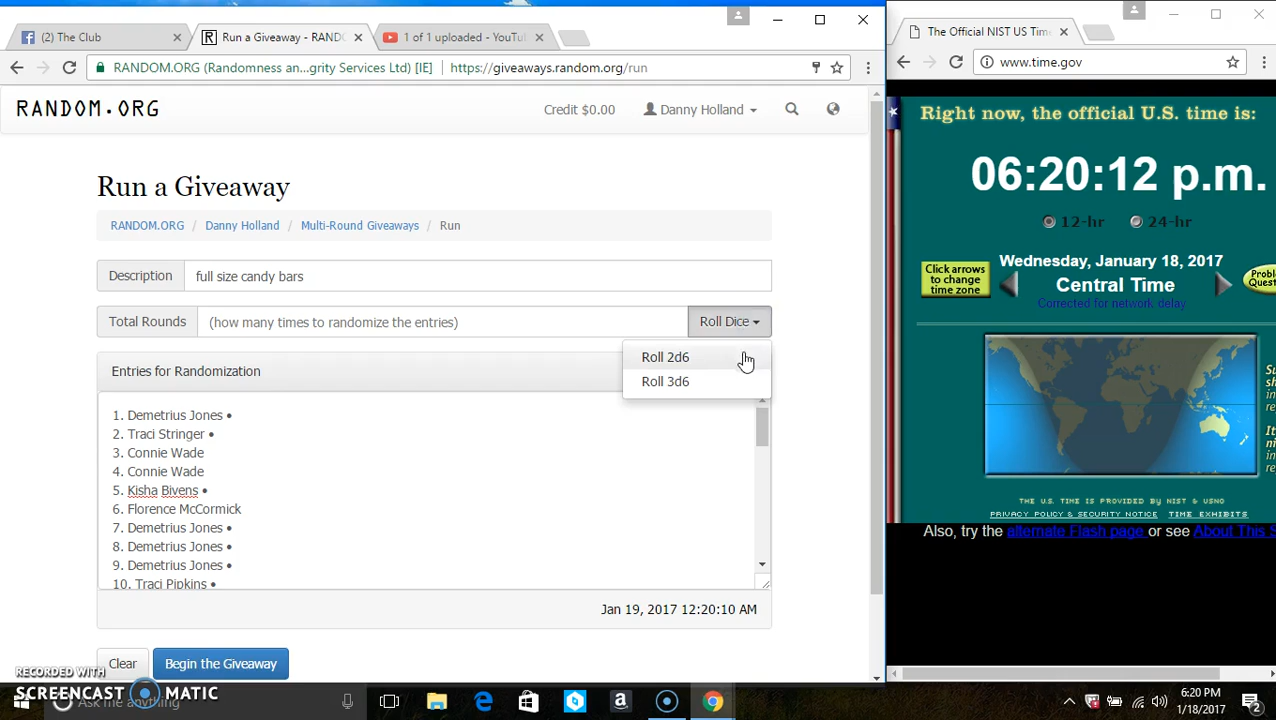 (2) The Club
Run a Giveaway - RAND
1 of 1 uploaded - YouTu
RANDOM.ORG (Randomness an...grity Services Ltd) [IE]
https://giveaways.random.org/run
RANDOM.ORG
Credit $0.00
Danny Holland
Run a Giveaway
RANDOM.ORG / Danny Holland / Multi-Round Giveaways / Run
Description
full size candy bars
Total Rounds
(how many times to randomize the entries)
Roll Dice
Roll 2d6
Roll 3d6
Entries for Randomization
1. Demetrius Jones •
2. Traci Stringer •
3. Connie Wade
4. Connie Wade
5. Kisha Bivens •
6. Florence McCormick
7. Demetrius Jones •
8. Demetrius Jones •
9. Demetrius Jones •
10. Traci Pipkins •
Jan 19, 2017 12:20:10 AM
Clear
Begin the Giveaway
RECORDED WITH
SCREENCAST MATIC
Ask me anything
The Official NIST US Tim
www.time.gov
Right now, the official U.S. time is:
06:20:12 p.m.
12-hr
24-hr
Click arrows
to change
time zone
Wednesday, January 18, 2017
Central Time
Corrected for network delay
Probl
Quest
THE U.S. TIME IS PROVIDED BY NIST & USNO
PRIVACY POLICY & SECURITY NOTICE
TIME EXHIBITS
Also, try the alternate Flash page or see About This S
6:20 PM
1/18/2017
2